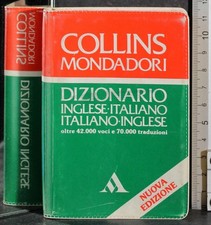 COLLINS
MONDADORI
DIZIONARIO
INGLESE·ITALIANO
ITALIANO·INGLESE
oltre 42.000 voci e 70.000 traduzioni
NUOVA
EDIZIONE
COLLINS
MONDADORI
DIZIONARIO INGLESE